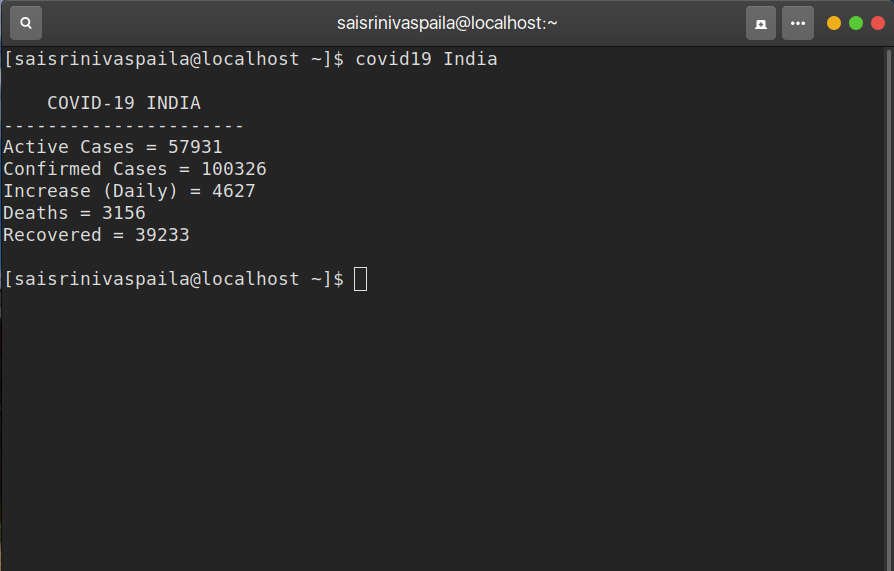 saisrinivaspaila@localhost:~
[saisrinivaspaila@localhost ~]$ covid19 India
COVID-19 INDIA
----------------------
Active Cases = 57931
Confirmed Cases = 100326
Increase (Daily) = 4627
Deaths = 3156
Recovered = 39233
[saisrinivaspaila@localhost ~]$